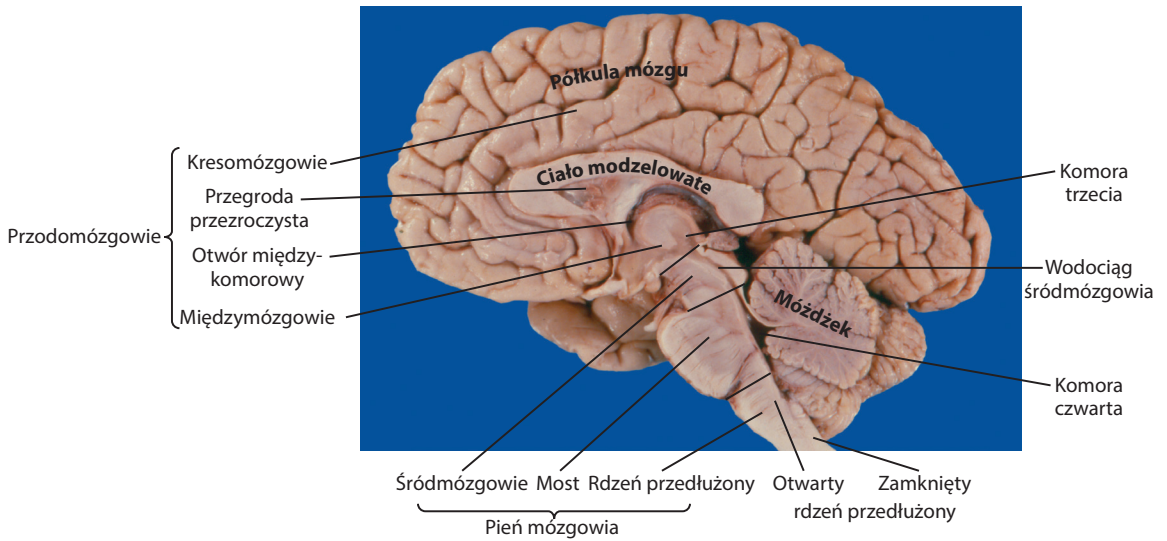 Półkula mózgu
Ciało modzelowate
Móżdżek
Przodomózgowie
Kresomózgowie
Przegroda
przezroczysta
Otwór między-
komorowy
Międzymózgowie
Komora
trzecia
Wodociąg
śródmózgowia
Komora
czwarta
Śródmózgowie Most Rdzeń przedłużony Otwarty Zamknięty
rdzeń przedłużony
Pień mózgowia